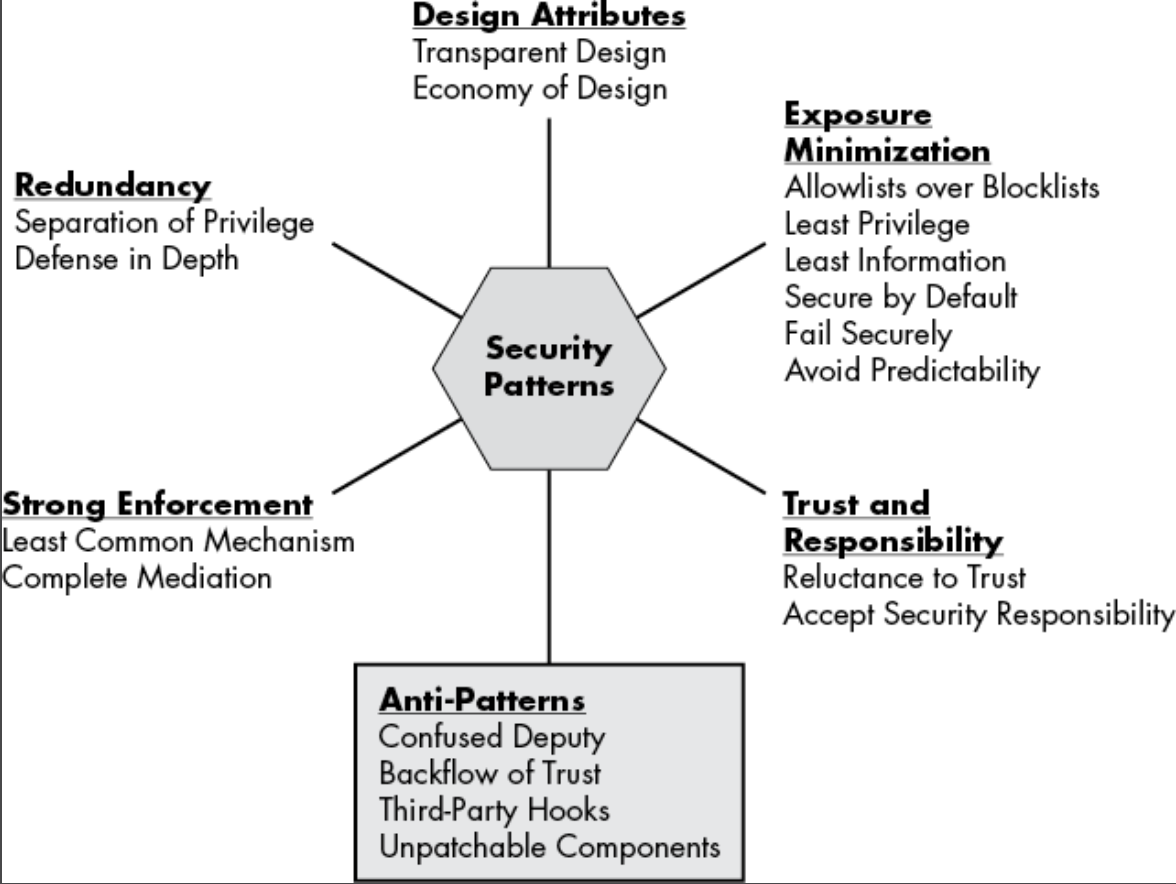 Design Attributes
Transparent Design
Economy of Design
Exposure
Minimization
Allowlists over Blocklists
Least Privilege
Least Information
Secure by Default
Fail Securely
Avoid Predictability
Redundancy
Separation of Privilege
Defense in Depth
Security
Patterns
Strong Enforcement
Least Common Mechanism
Complete Mediation
Trust and
Responsibility
Reluctance to Trust
Accept Security Responsibility
Anti-Patterns
Confused Deputy
Backflow of Trust
Third-Party Hooks
Unpatchable Components